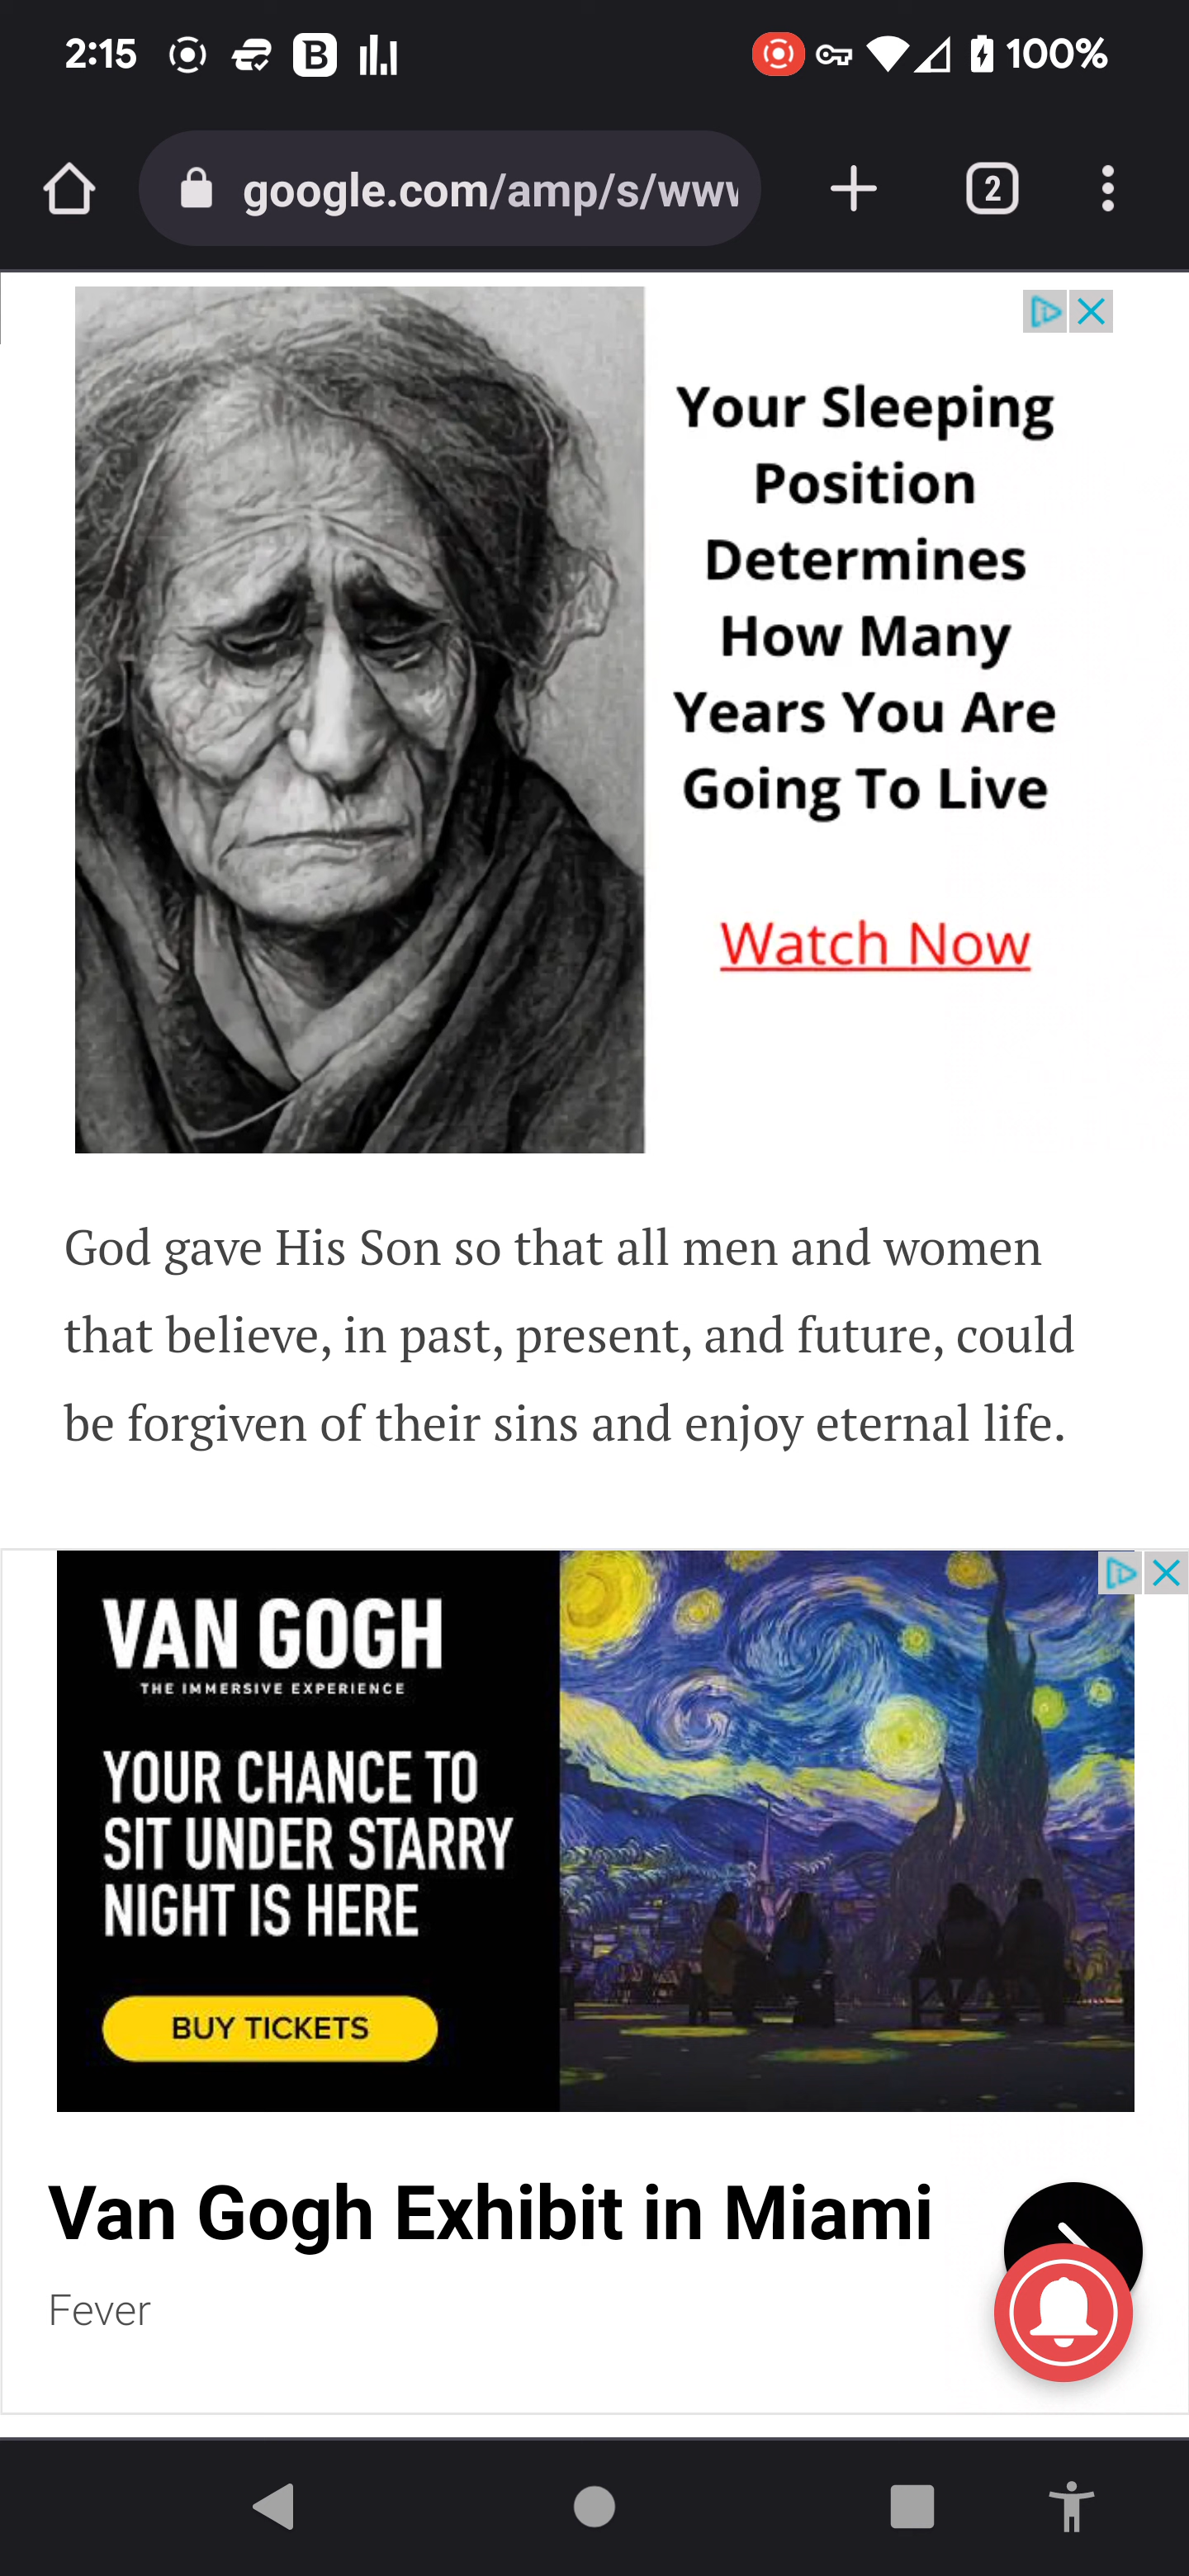 2:15
100%
google.com/amp/s/www
2
Your Sleeping
Position
Determines
How Many
Years You Are
Going To Live
Watch Now
God gave His Son so that all men and women
that believe, in past, present, and future, could
be forgiven of their sins and enjoy eternal life.
VAN GOGH
THE IMMERSIVE EXPERIENCE
YOUR CHANCE TO
SIT UNDER STARRY
NIGHT IS HERE
BUY TICKETS
Van Gogh Exhibit in Miami
Fever